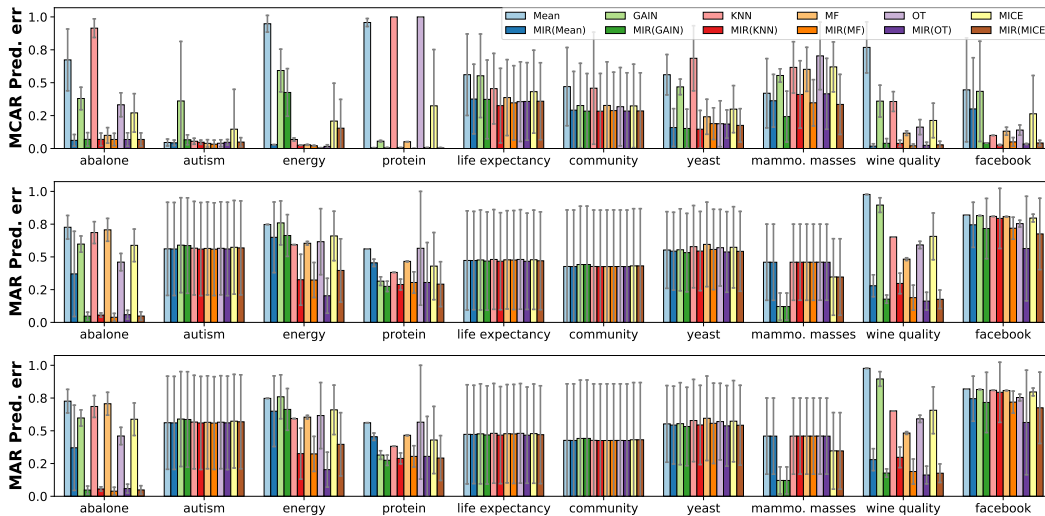 Mean GAIN KNN MF OT MICE
MIR(Mean) MIR(GAIN) MIR(KNN) MIR(MF) MIR(OT) MIR(MICE)
MCAR Pred. err
1.0
0.8
0.5
0.2
0.0
abalone autism energy protein life expectancy community yeast mammo. masses wine quality facebook
MAR Pred. err
1.0
0.8
0.5
0.2
0.0
abalone autism energy protein life expectancy community yeast mammo. masses wine quality facebook
MAR Pred. err
1.0
0.8
0.5
0.2
0.0
abalone autism energy protein life expectancy community yeast mammo. masses wine quality facebook